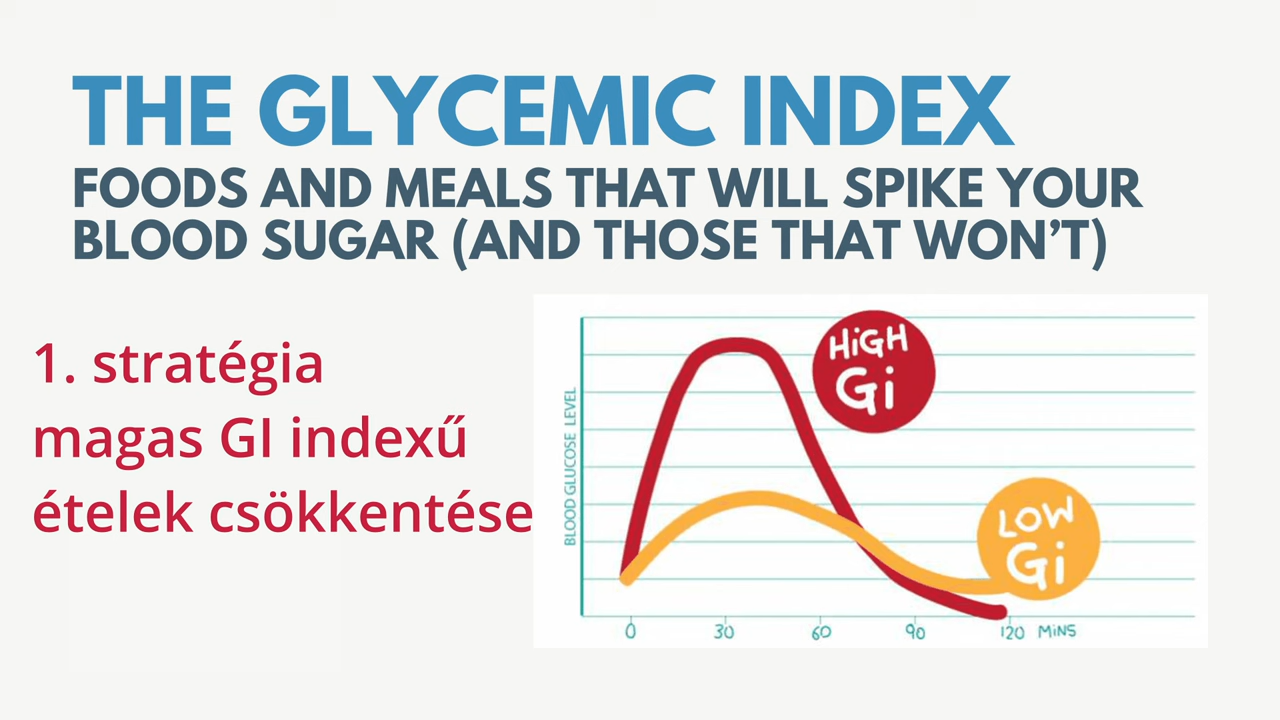 THE GLYCEMIC INDEX
FOODS AND MEALS THAT WILL SPIKE YOUR
BLOOD SUGAR (AND THOSE THAT WON'T)
1. stratégia
magas GI indexű
ételek csökkentése
BLOOD GLUCOSE LEVEL
HiGH
Gi
LOW
Gi
0 30 60 90 120 MiNS